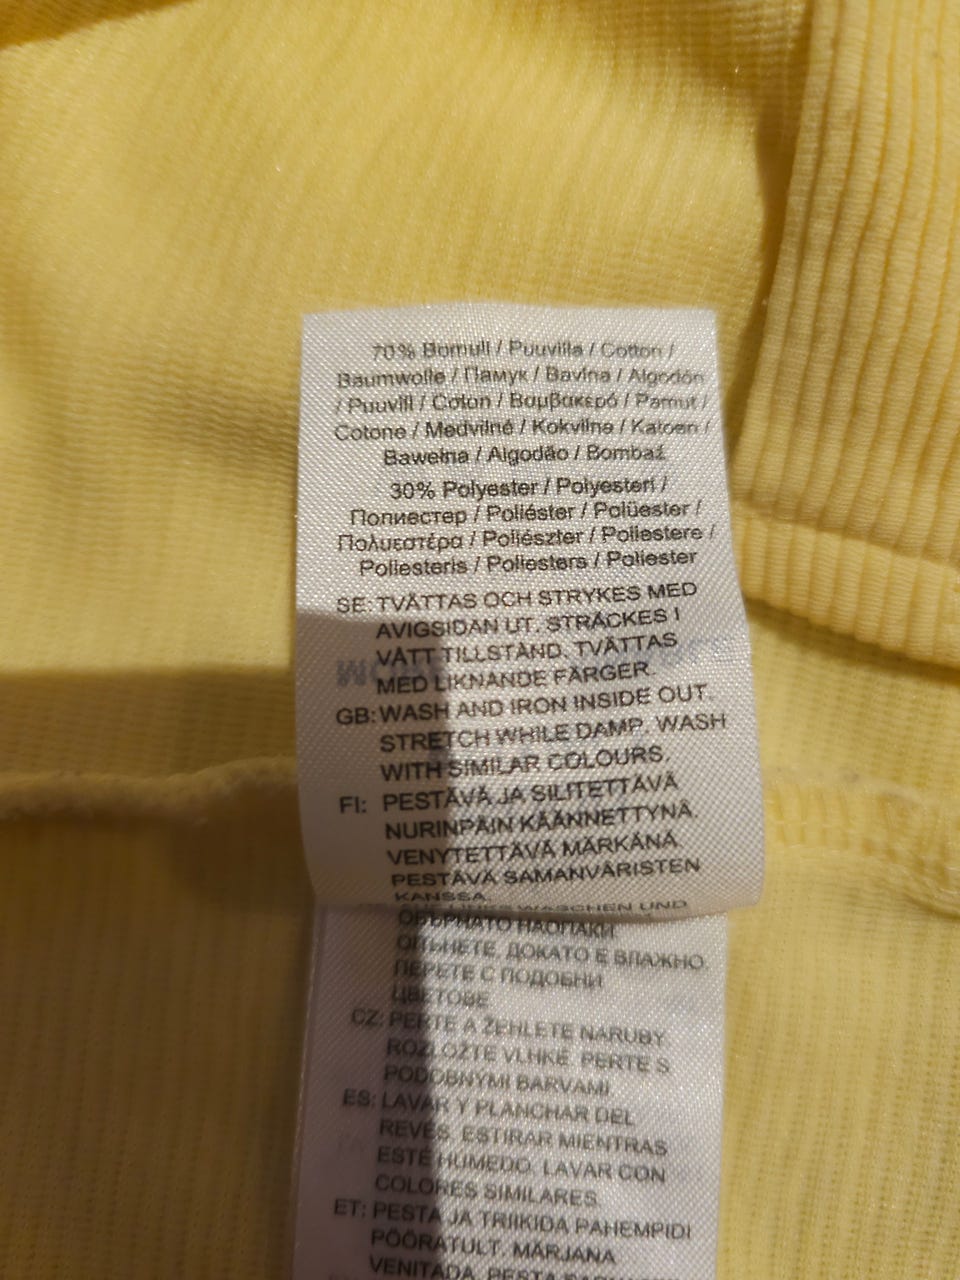 70% Bomull / Puuvilla / Cotton /
Baumwolle / Памук / Bavlna / Algodón
/ Puuvill / Coton / Βαμβακερό / Pamut /
Cotone / Medvilnė / Kokvilna / Katoen /
Bawełna / Algodão / Bombaž
30% Polyester / Polyesteri /
Полиестер / Poliéster / Polüester /
Πολυεστέρα / Poliészter / Poliestere /
Poliesteris / Poliesters / Poliester
SE: TVÄTTAS OCH STRYKES MED
AVIGSIDAN UT. STRÄCKES I
VÅTT TILLSTÅND. TVÄTTAS
MED LIKNANDE FÄRGER.
GB: WASH AND IRON INSIDE OUT.
STRETCH WHILE DAMP. WASH
WITH SIMILAR COLOURS.
FI: PESTÄVÄ JA SILITETTÄVÄ
NURINPÄIN KÄÄNNETTYNÄ.
VENYTETTÄVÄ MÄRKÄNÄ.
PESTÄVÄ SAMANVÄRISTEN
KANSSA.
WASCHEN UND
ОБЪРНАТО НАОПАКИ.
ОПЪНЕТЕ, ДОКАТО Е ВЛАЖНО.
ПЕРЕТЕ С ПОДОБНИ
ЦВЕТОВЕ
CZ: PERTE A ŽEHLETE NARUBY
ROZLOŽTE VLHKÉ. PERTE S
PODOBNÝMI BARVAMI.
ES: LAVAR Y PLANCHAR DEL
REVÉS. ESTIRAR MIENTRAS
ESTÉ HÚMEDO. LAVAR CON
COLORES SIMILARES.
ET: PESTA JA TRIIKIDA PAHEMPIDI
PÖÖRATULT. MÄRJANA
VENITADA. PESTA